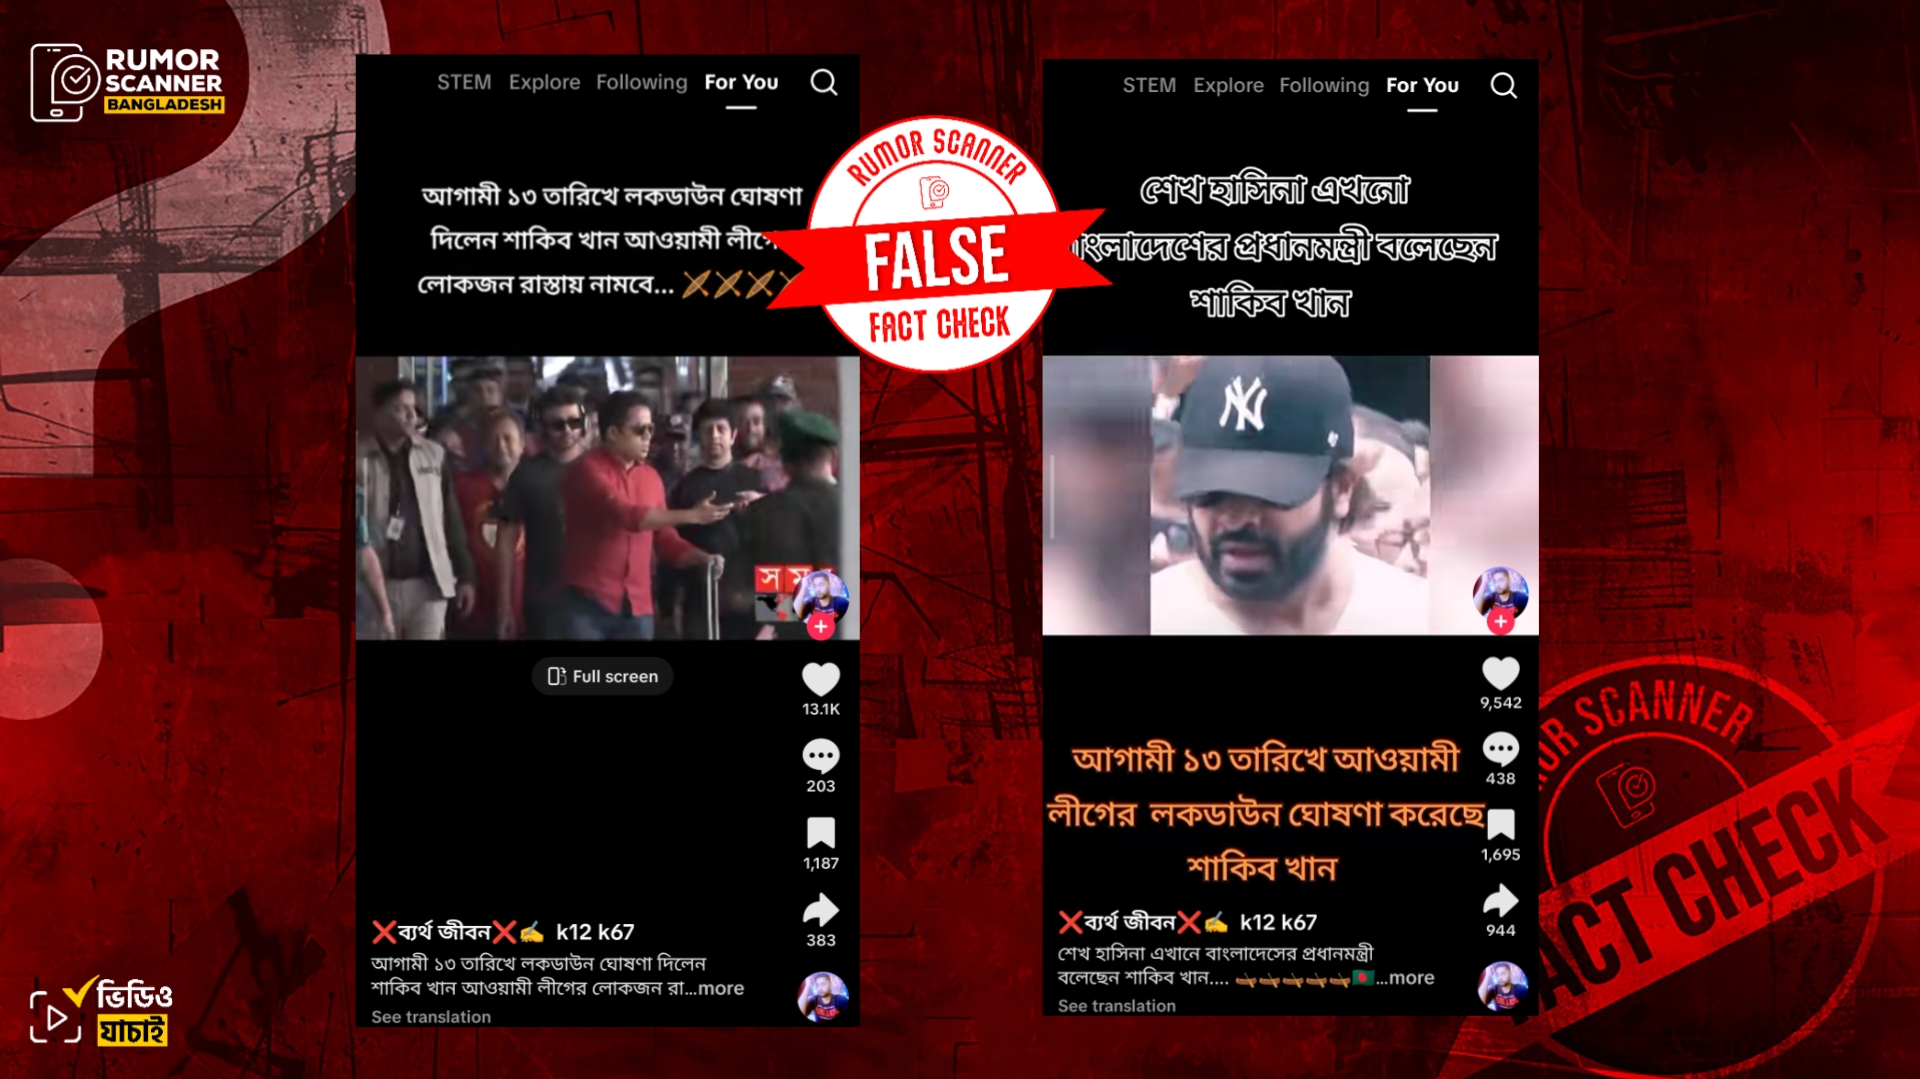 RUMOR
SCANNER
BANGLADESH
STEM Explore Following For You
আগামী ১৩ তারিখে লকডাউন ঘোষণা
দিলেন শাকিব খান আওয়ামী
লোকজন রাস্তায় নামবে...
Full screen
13.1K
203
1,187
383
❌ব্যর্থ জীবন❌✍️ k12 k67
আগামী ১৩ তারিখে লকডাউন ঘোষণা দিলেন
শাকিব খান আওয়ামী লীগের লোকজন রা...more
See translation
RUMOR SCANNER
FALSE
FACT CHECK
STEM Explore Following For You
শেখ হাসিনা এখনো
প্রধানমন্ত্রী বলেছেন
শাকিব খান
আগামী ১৩ তারিখে আওয়ামী
লীগের লকডাউন ঘোষণা করেছে
শাকিব খান
9,542
438
1,695
944
❌ব্যর্থ জীবন❌✍️ k12 k67
শেখ হাসিনা এখানে বাংলাদেসের প্রধানমন্ত্রী
বলেছেন শাকিব খান.... 🇧🇩...more
See translation
ভিডিও
যাচাই
SCANNER
CHECK